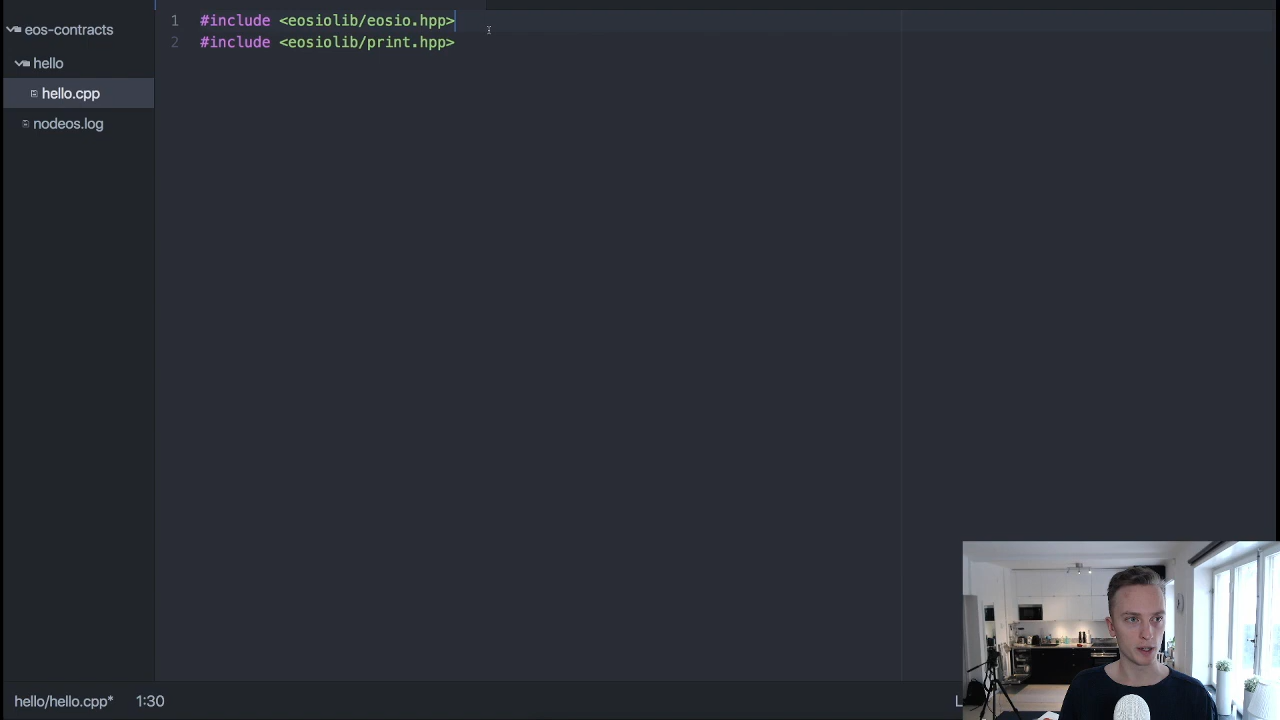 eos-contracts
hello
hello.cpp
nodeos.log
1 #include <eosiolib/eosio.hpp>
2 #include <eosiolib/print.hpp>
hello/hello.cpp* 1:30
L